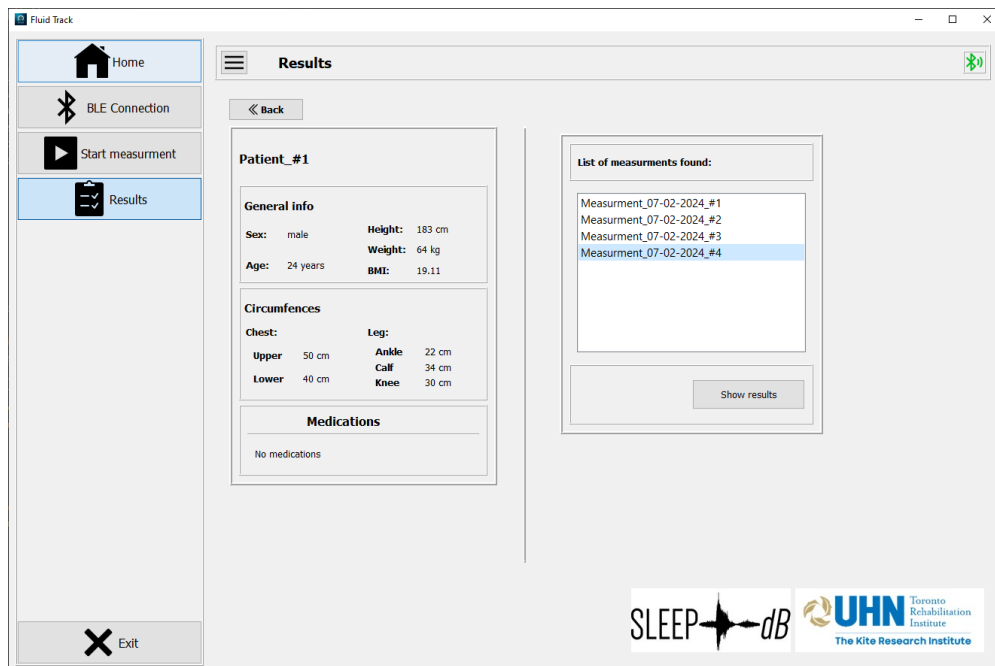 Fluid Track
Home
BLE Connection
Start measurment
Results
Exit
Results
Back
Patient_#1
General info
Sex: male
Age: 24 years
Height: 183 cm
Weight: 64 kg
BMI: 19.11
Circumfences
Chest:
Upper 50 cm
Lower 40 cm
Leg:
Ankle 22 cm
Calf 34 cm
Knee 30 cm
Medications
No medications
List of measurments found:
Measurment_07-02-2024_#1
Measurment_07-02-2024_#2
Measurment_07-02-2024_#3
Measurment_07-02-2024_#4
Show results
SLEEP dB
UHN
Toronto
Rehabilitation
Institute
The Kite Research Institute